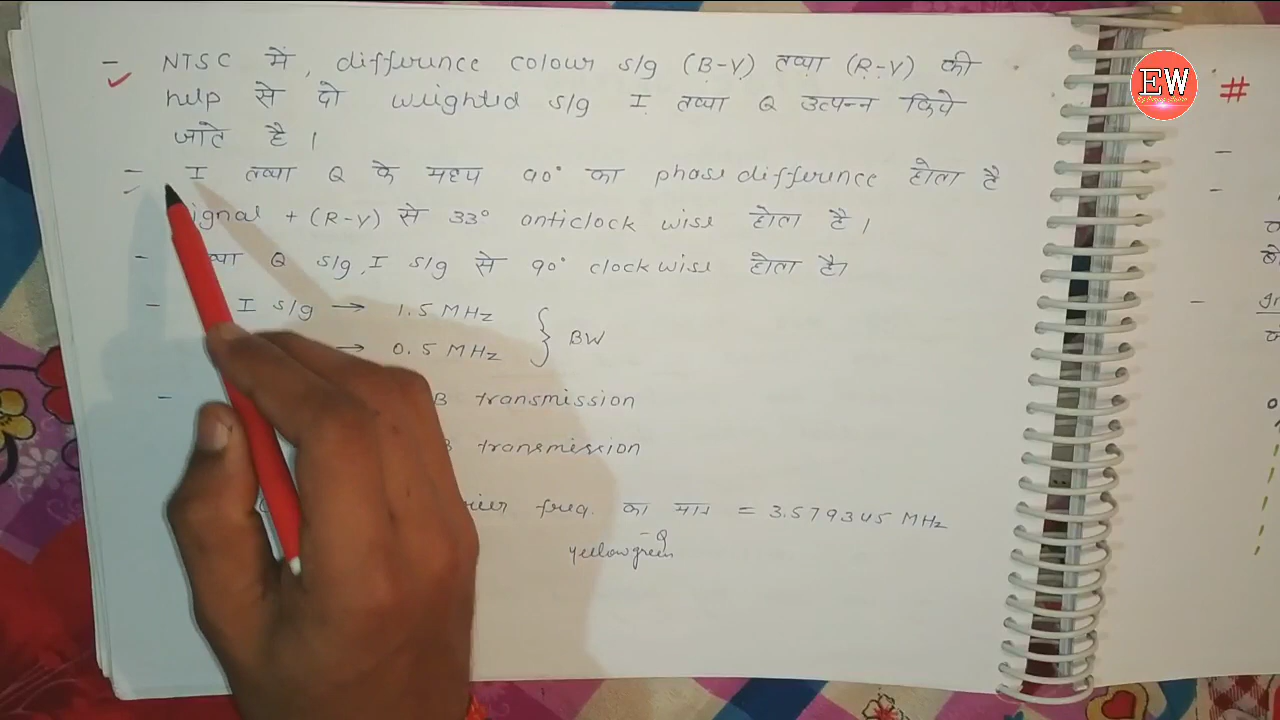 - NTSC में, difference colour s/g (B-Y) तथा (R-Y) की
help से दो weighted s/g I तथा Q उत्पन्न किये
जाते है।
- I तथा Q के मध्य 90° का phase difference होता है
ignal + (R-Y) से 33° anticlock wise होता है।
- Q s/g, I s/g से 90° clockwise होता है।
- I s/g → 1.5 MHz
→ 0.5 MHz } BW
- B transmission
B transmission
freq. का मान = 3.579345 MHz
-Q
yellow green
EW
#